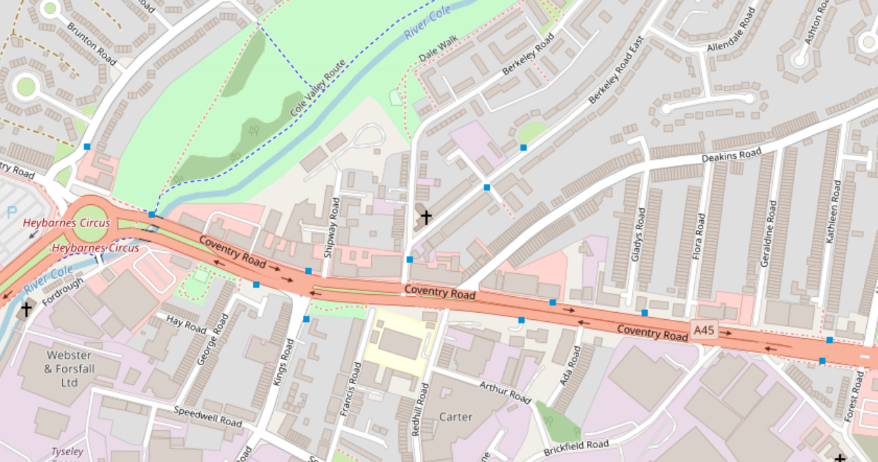 Brunton Road
River Cole
Dale Walk
Berkeley Road
Allendale Road
Ashton Roa
Cole Valley Route
Berkeley Road East
Deakins Road
try Road
P
Heybarnes Circus
Heybarnes Circus
Coventry Road
Shipway Road
Gladys Road
Flora Road
Geraldine Road
Kathleen Road
River Cole
Fordrough
Coventry Road
Coventry Road
A45
Hay Road
George Road
Kings Road
Webster
& Forsfall
Ltd
Francis Road
Redhill Road
Arthur Road
Ada Road
Forest Road
Speedwell Road
Carter
Brickfield Road
Tyseley